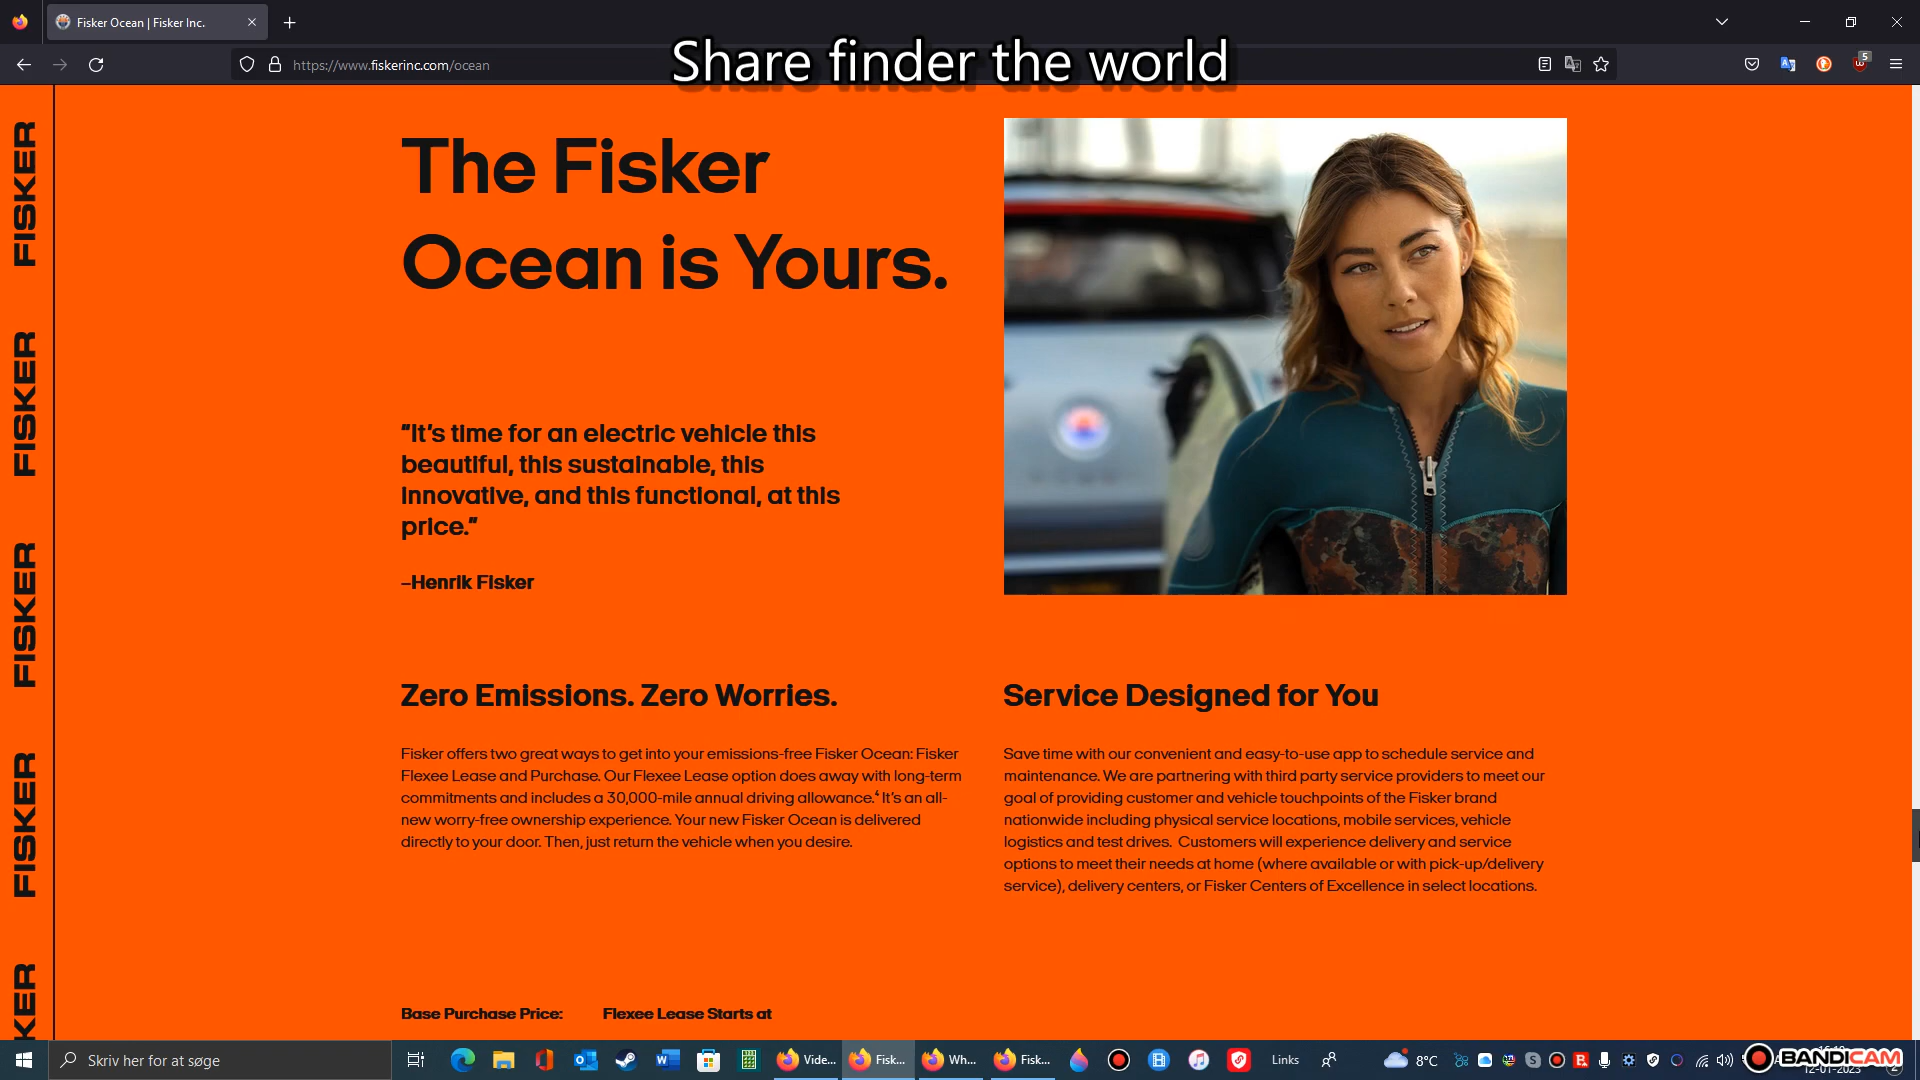 Fisker Ocean | Fisker Inc.
Share finder the world
https://www.fiskerinc.com/ocean
5
FISKER
FISKER
FISKER
FISKER
KER
The Fisker
Ocean is Yours.
"It's time for an electric vehicle this
beautiful, this sustainable, this
innovative, and this functional, at this
price."
–Henrik Fisker
Zero Emissions. Zero Worries.
Fisker offers two great ways to get into your emissions-free Fisker Ocean: Fisker
Flexee Lease and Purchase. Our Flexee Lease option does away with long-term
commitments and includes a 30,000-mile annual driving allowance.⁴ It's an all-
new worry-free ownership experience. Your new Fisker Ocean is delivered
directly to your door. Then, just return the vehicle when you desire.
Service Designed for You
Save time with our convenient and easy-to-use app to schedule service and
maintenance. We are partnering with third party service providers to meet our
goal of providing customer and vehicle touchpoints of the Fisker brand
nationwide including physical service locations, mobile services, vehicle
logistics and test drives. Customers will experience delivery and service
options to meet their needs at home (where available or with pick-up/delivery
service), delivery centers, or Fisker Centers of Excellence in select locations.
Base Purchase Price:
Flexee Lease Starts at
Skriv her for at søge
Vide...
Fisk...
Wh...
Fisk...
Links
8°C
BANDICAM
12-01-2023